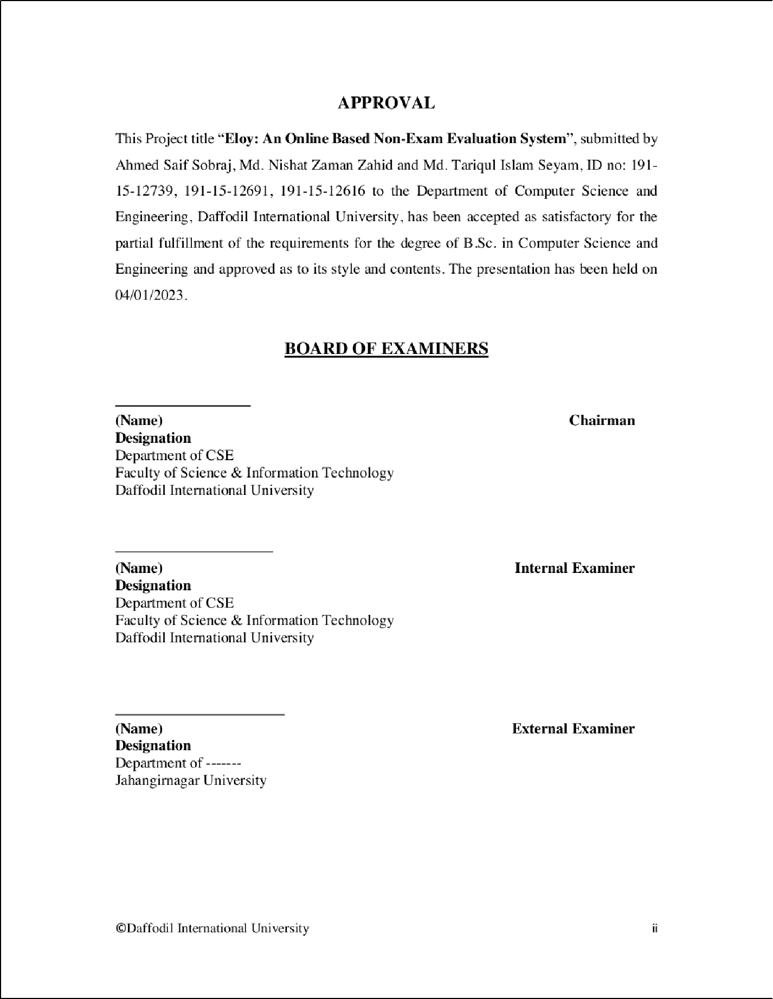 APPROVAL
This Project title “Eloy: An Online Based Non-Exam Evaluation System”, submitted by
Ahmed Saif Sobraj, Md. Nishat Zaman Zahid and Md. Tariqul Islam Seyam, ID no: 191-
15-12739, 191-15-12691, 191-15-12616 to the Department of Computer Science and
Engineering, Daffodil International University, has been accepted as satisfactory for the
partial fulfillment of the requirements for the degree of B.Sc. in Computer Science and
Engineering and approved as to its style and contents. The presentation has been held on
04/01/2023.
BOARD OF EXAMINERS
(Name) Chairman
Designation
Department of CSE
Faculty of Science & Information Technology
Daffodil International University
(Name) Internal Examiner
Designation
Department of CSE
Faculty of Science & Information Technology
Daffodil International University
(Name) External Examiner
Designation
Department of -------
Jahangirnagar University
©Daffodil International University ii